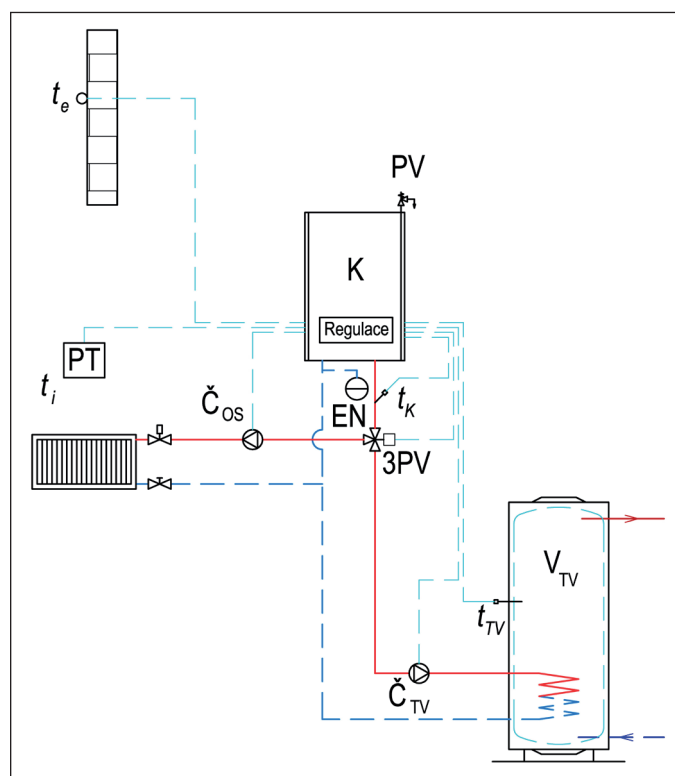 t_e
PV
K
Regulace
PT
t_i
Č_OS
EN
t_K
3PV
V_TV
t_TV
Č_TV